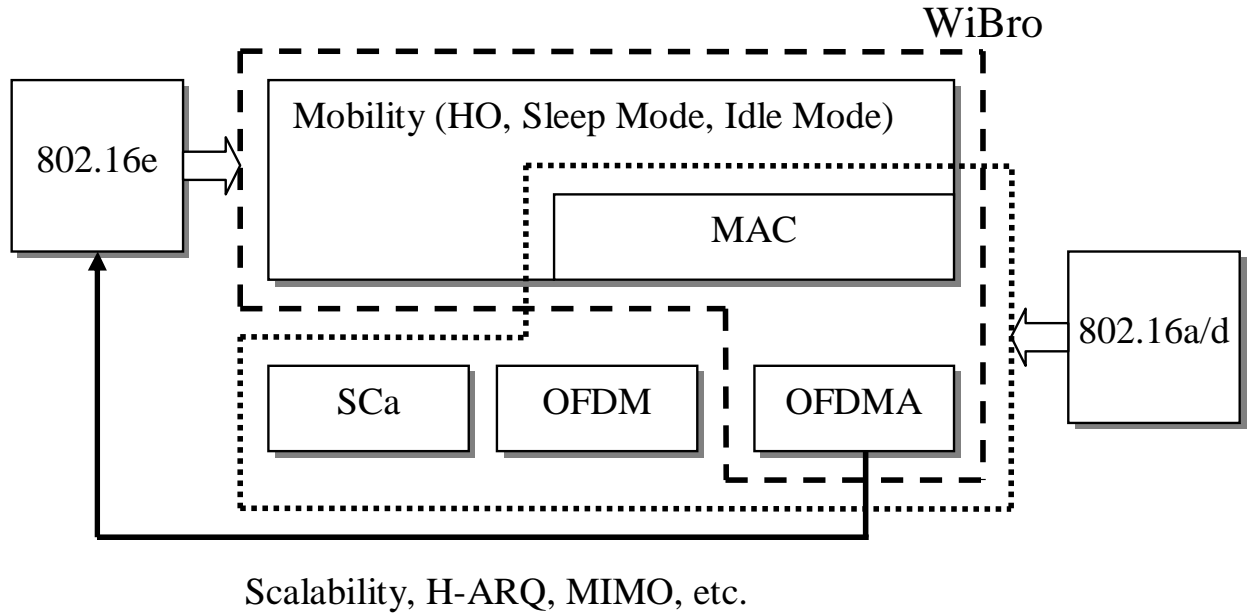 WiBro
Mobility (HO, Sleep Mode, Idle Mode)
802.16e
MAC
802.16a/d
SCa
OFDM
OFDMA
Scalability, H-ARQ, MIMO, etc.